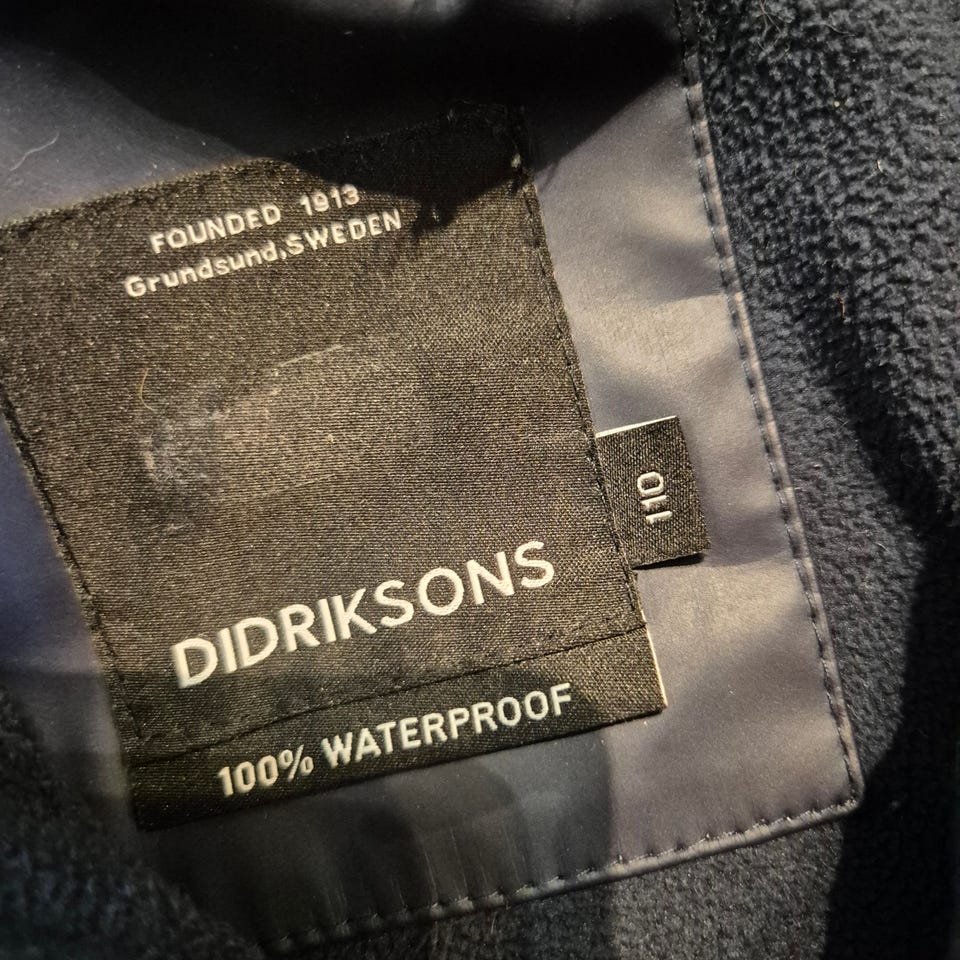 FOUNDED 1913
Grundsund,SWEDEN
110
DIDRIKSONS
100% WATERPROOF